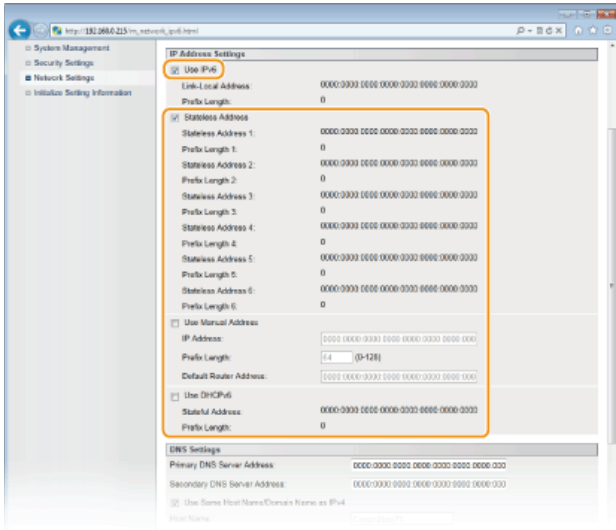 http://192.168.0.215/m_network_ipv6.html
System Management
Security Settings
Network Settings
Initialize Setting Information
IP Address Settings
Use IPv6
Link-Local Address: 0000:0000:0000:0000:0000:0000:0000:0000
Prefix Length: 0
Stateless Address
Stateless Address 1: 0000:0000:0000:0000:0000:0000:0000:0000
Prefix Length 1: 0
Stateless Address 2: 0000:0000:0000:0000:0000:0000:0000:0000
Prefix Length 2: 0
Stateless Address 3: 0000:0000:0000:0000:0000:0000:0000:0000
Prefix Length 3: 0
Stateless Address 4: 0000:0000:0000:0000:0000:0000:0000:0000
Prefix Length 4: 0
Stateless Address 5: 0000:0000:0000:0000:0000:0000:0000:0000
Prefix Length 5: 0
Stateless Address 6: 0000:0000:0000:0000:0000:0000:0000:0000
Prefix Length 6: 0
Use Manual Address
IP Address: 0000:0000:0000:0000:0000:0000:0000:000
Prefix Length: 64 (0-128)
Default Router Address: 0000:0000:0000:0000:0000:0000:0000:000
Use DHCPv6
Stateful Address: 0000:0000:0000:0000:0000:0000:0000:0000
Prefix Length: 0
DNS Settings
Primary DNS Server Address: 0000:0000:0000:0000:0000:0000:0000:000
Secondary DNS Server Address: 0000:0000:0000:0000:0000:0000:0000:000
Use Same Host Name/Domain Name as IPv4
Host Name: